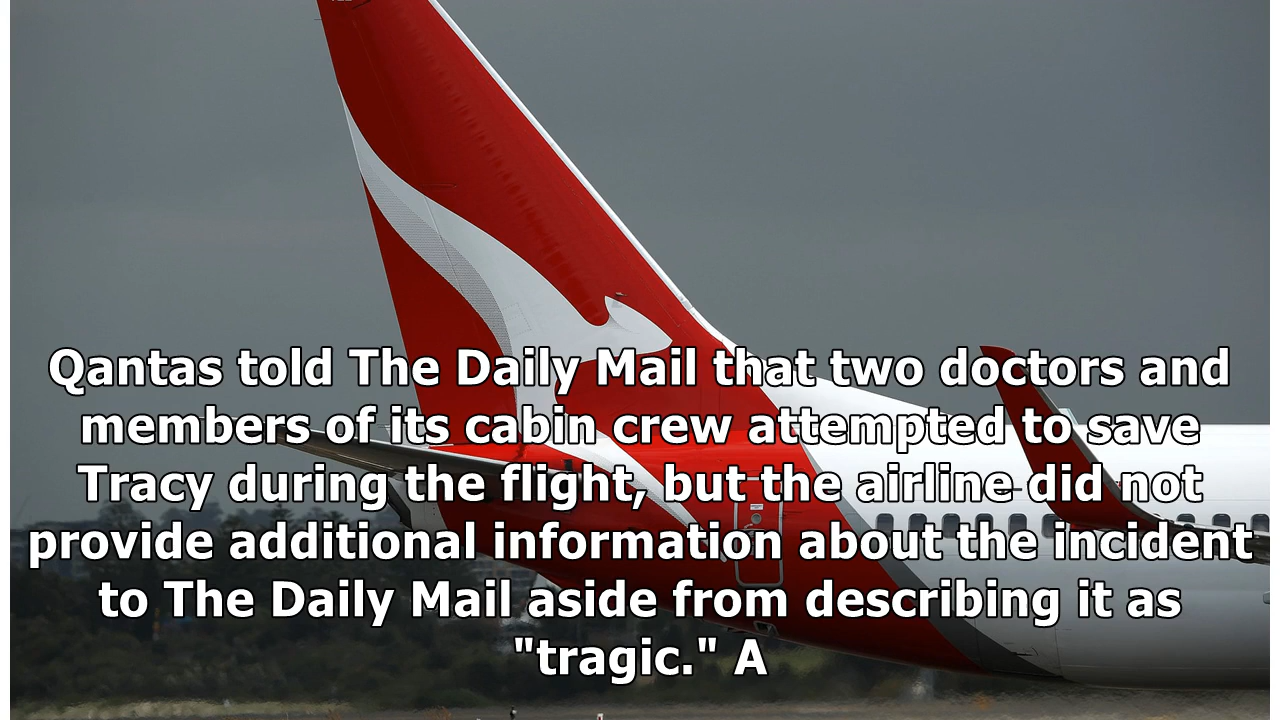 Qantas told The Daily Mail that two doctors and
members of its cabin crew attempted to save
Tracy during the flight, but the airline did not
provide additional information about the incident
to The Daily Mail aside from describing it as
"tragic." A